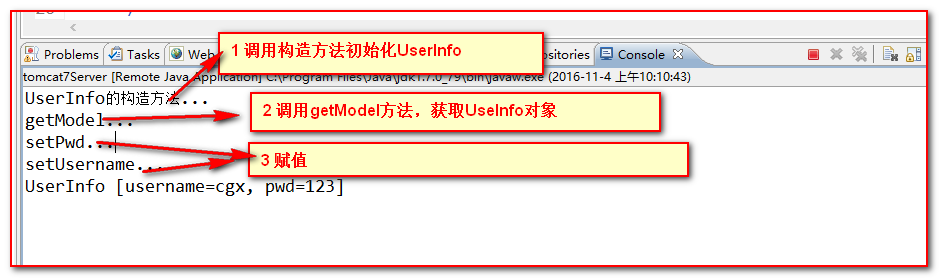 Problems Tasks Web
1 调用构造方法初始化UserInfo
ositories Console
tomcat7Server [Remote Java Application] C:\Program Files\Java\jdk1.7.0_79\bin\javaw.exe (2016-11-4 上午10:10:43)
UserInfo的构造方法...
getModel...
2 调用getModel方法，获取UseInfo对象
setPwd...
setUsername...
3 赋值
UserInfo [username=cgx, pwd=123]